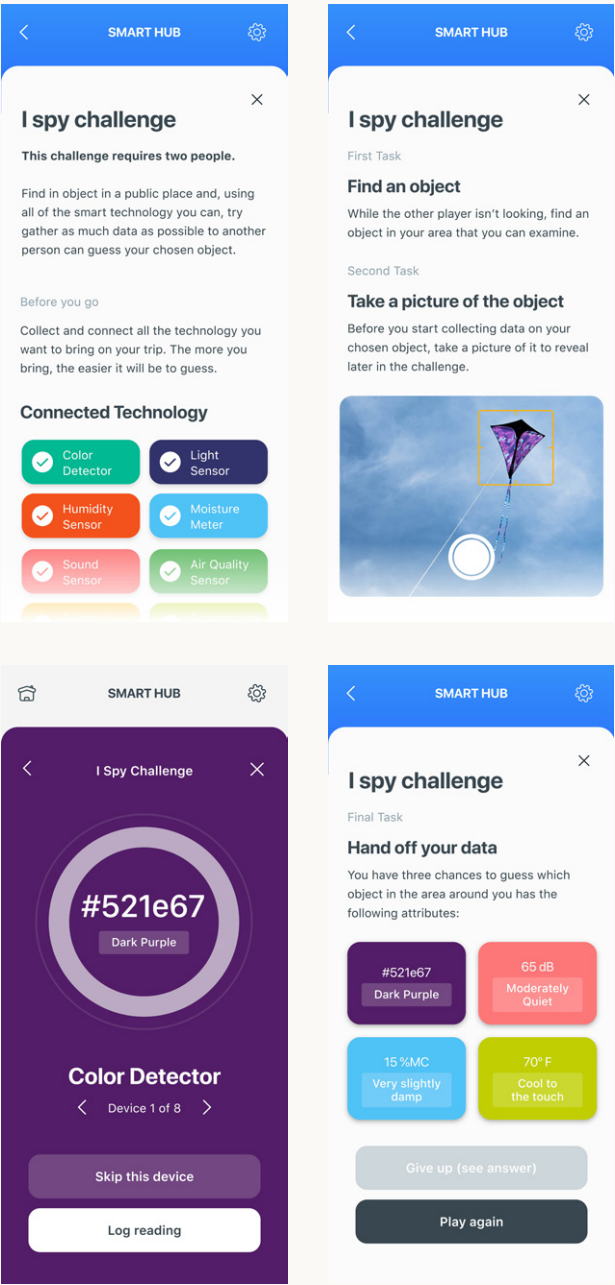 SMART HUB
I spy challenge
This challenge requires two people.
Find in object in a public place and, using
all of the smart technology you can, try
gather as much data as possible to another
person can guess your chosen object.
Before you go
Collect and connect all the technology you
want to bring on your trip. The more you
bring, the easier it will be to guess.
Connected Technology
Color
Detector
Light
Sensor
Humidity
Sensor
Moisture
Meter
Sound
Sensor
Air Quality
Sensor
SMART HUB
I spy challenge
First Task
Find an object
While the other player isn't looking, find an
object in your area that you can examine.
Second Task
Take a picture of the object
Before you start collecting data on your
chosen object, take a picture of it to reveal
later in the challenge.
SMART HUB
I Spy Challenge
#521e67
Dark Purple
Color Detector
Device 1 of 8
Skip this device
Log reading
SMART HUB
I spy challenge
Final Task
Hand off your data
You have three chances to guess which
object in the area around you has the
following attributes:
#521e67
Dark Purple
65 dB
Moderately
Quiet
15 %MC
Very slightly
damp
70° F
Cool to
the touch
Give up (see answer)
Play again